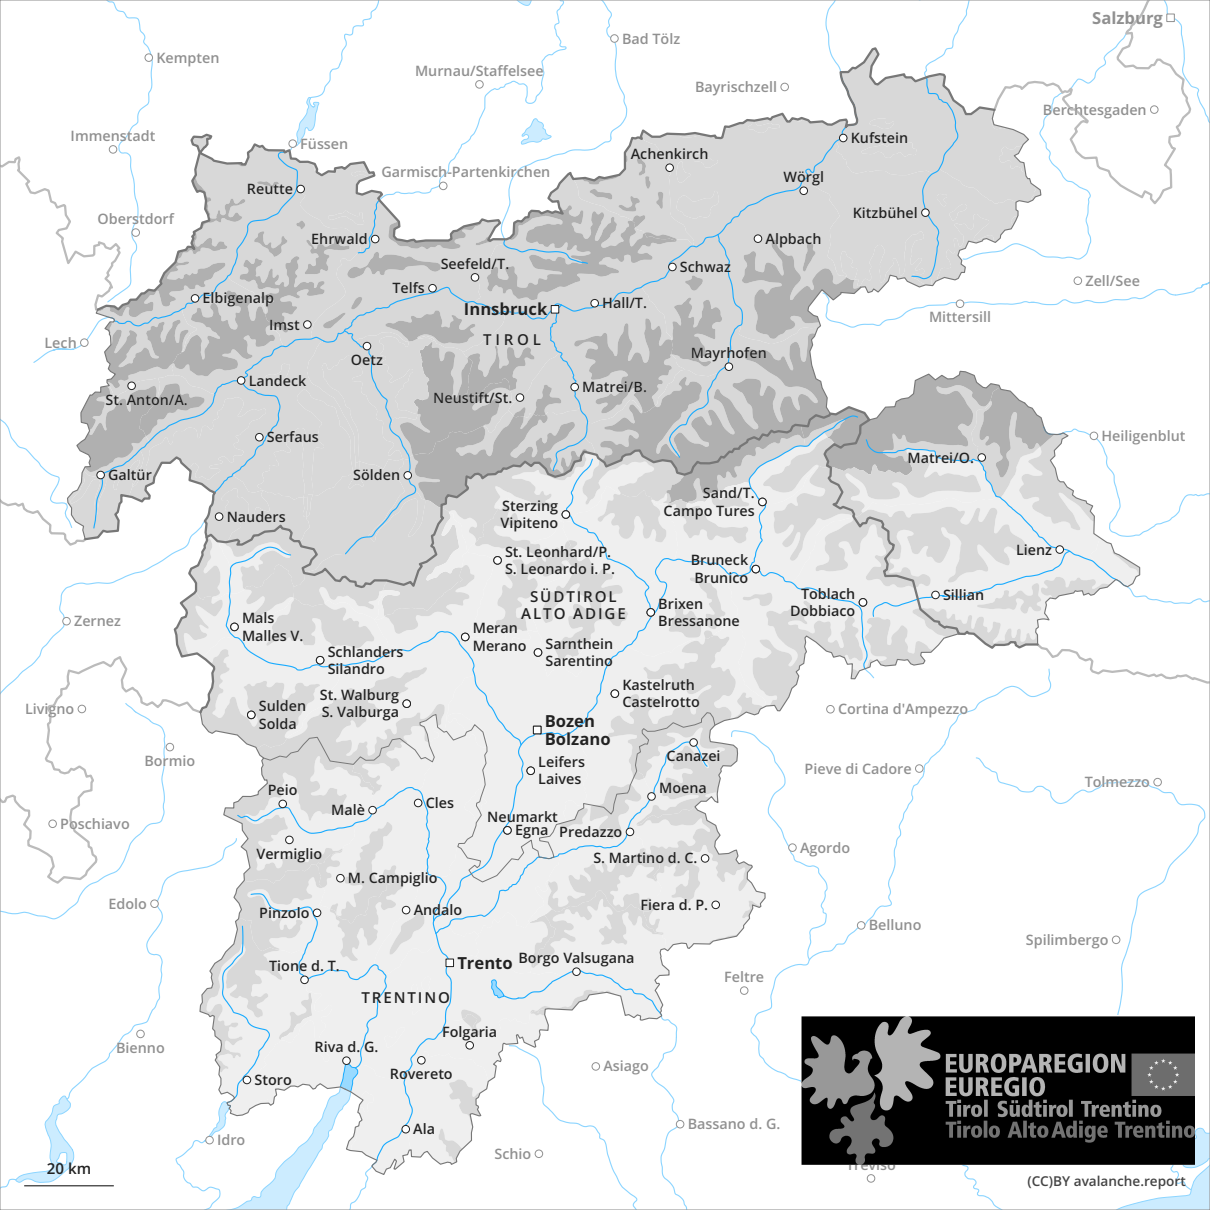 Salzburg
Bad Tölz
Kempten
Murnau/Staffelsee
Bayrischzell
Berchtesgaden
Immenstadt
Füssen
Kufstein
Achenkirch
Garmisch-Partenkirchen
Wörgl
Reutte
Oberstdorf
Kitzbühel
Ehrwald
Alpbach
Seefeld/T.
Schwaz
Zell/See
Telfs
Elbigenalp
Hall/T.
Innsbruck
Mittersill
Imst
TIROL
Lech
Oetz
Mayrhofen
Landeck
Matrei/B.
St. Anton/A.
Neustift/St.
Serfaus
Heiligenblut
Matrei/O.
Galtür
Sölden
Sand/T.
Campo Tures
Sterzing
Vipiteno
Nauders
Lienz
St. Leonhard/P.
S. Leonardo i. P.
Bruneck
Brunico
SÜDTIROL
ALTO ADIGE
Toblach
Dobbiaco
Sillian
Brixen
Bressanone
Zernez
Mals
Malles V.
Meran
Merano
Sarnthein
Sarentino
Schlanders
Silandro
Kastelruth
Castelrotto
St. Walburg
S. Valburga
Livigno
Sulden
Solda
Cortina d'Ampezzo
Bozen
Bolzano
Bormio
Canazei
Leifers
Laives
Pieve di Cadore
Tolmezzo
Peio
Moena
Malè
Cles
Neumarkt
Egna
Predazzo
Poschiavo
Vermiglio
Agordo
S. Martino d. C.
M. Campiglio
Edolo
Pinzolo
Andalo
Fiera d. P.
Belluno
Spilimbergo
Trento
Borgo Valsugana
Tione d. T.
Feltre
TRENTINO
Folgaria
Bienno
Riva d. G.
Asiago
Rovereto
Storo
EUROPAREGION
EUREGIO
Tirol Südtirol Trentino
Tirolo Alto Adige Trentino
Bassano d. G.
Ala
Idro
Schio
Treviso
20 km
(CC)BY avalanche.report